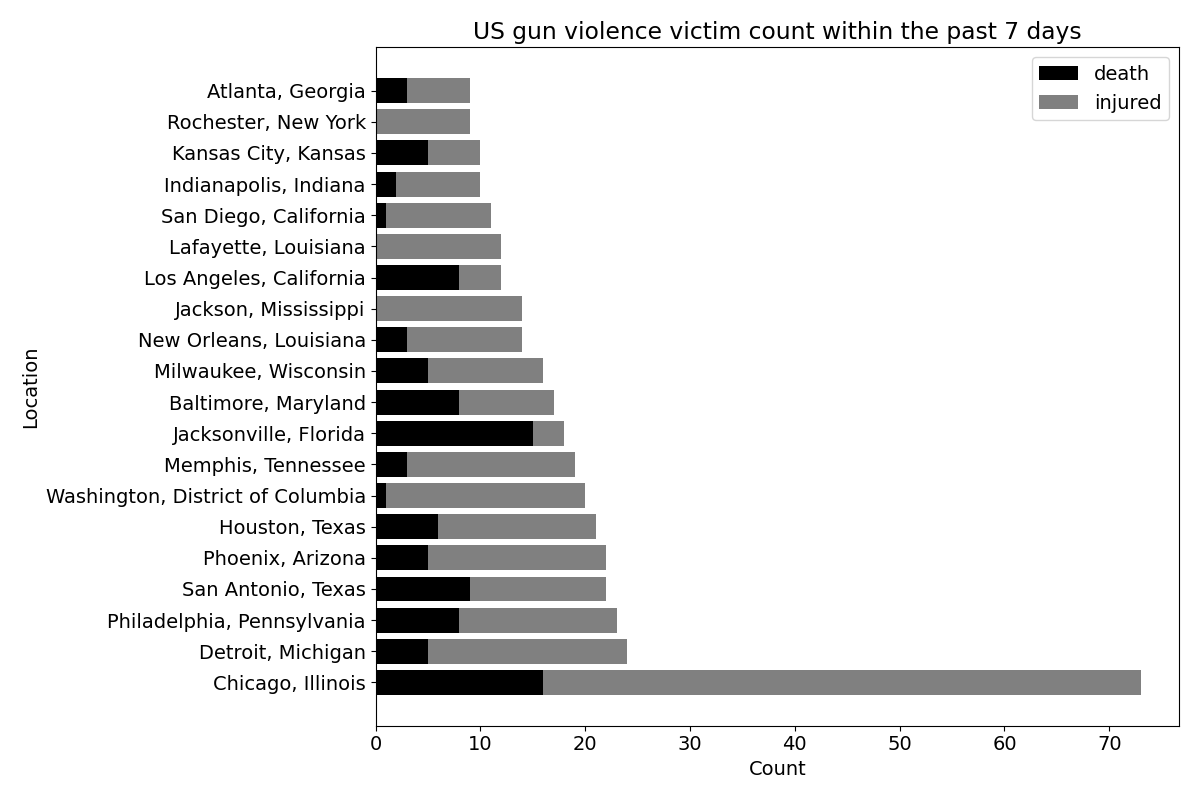 US gun violence victim count within the past 7 days
death
injured
Atlanta, Georgia
Rochester, New York
Kansas City, Kansas
Indianapolis, Indiana
San Diego, California
Lafayette, Louisiana
Los Angeles, California
Jackson, Mississippi
New Orleans, Louisiana
Milwaukee, Wisconsin
Baltimore, Maryland
Jacksonville, Florida
Memphis, Tennessee
Washington, District of Columbia
Houston, Texas
Phoenix, Arizona
San Antonio, Texas
Philadelphia, Pennsylvania
Detroit, Michigan
Chicago, Illinois
Location
0 10 20 30 40 50 60 70
Count